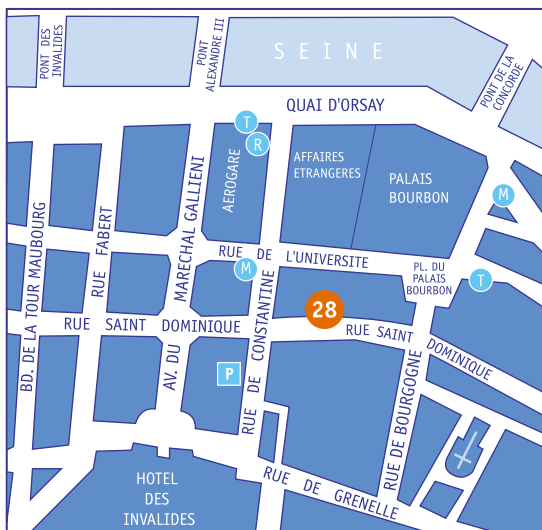 PONT DES
INVALIDES
PONT
ALEXANDRE III
SEINE
PONT DE LA
CONCORDE
QUAI D'ORSAY
T
R
AEROGARE
AFFAIRES
ETRANGERES
PALAIS
BOURBON
M
BD. DE LA TOUR MAUBOURG
RUE FABERT
AV. DU MARECHAL GALLIENI
RUE DE L'UNIVERSITE
M
PL. DU
PALAIS
BOURBON
T
28
RUE SAINT DOMINIQUE
RUE SAINT DOMINIQUE
RUE DE CONSTANTINE
P
RUE DE BOURGOGNE
RUE DE GRENELLE
HOTEL
DES
INVALIDES